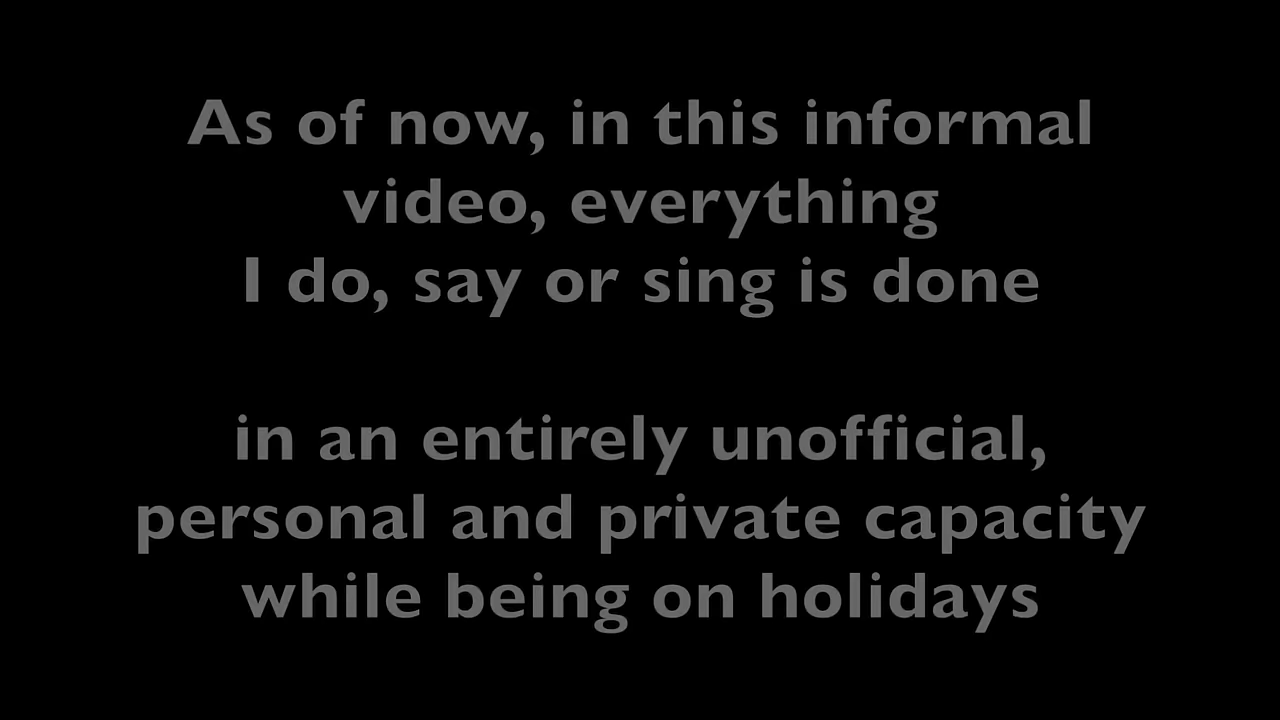 As of now, in this informal
video, everything
I do, say or sing is done
in an entirely unofficial,
personal and private capacity
while being on holidays